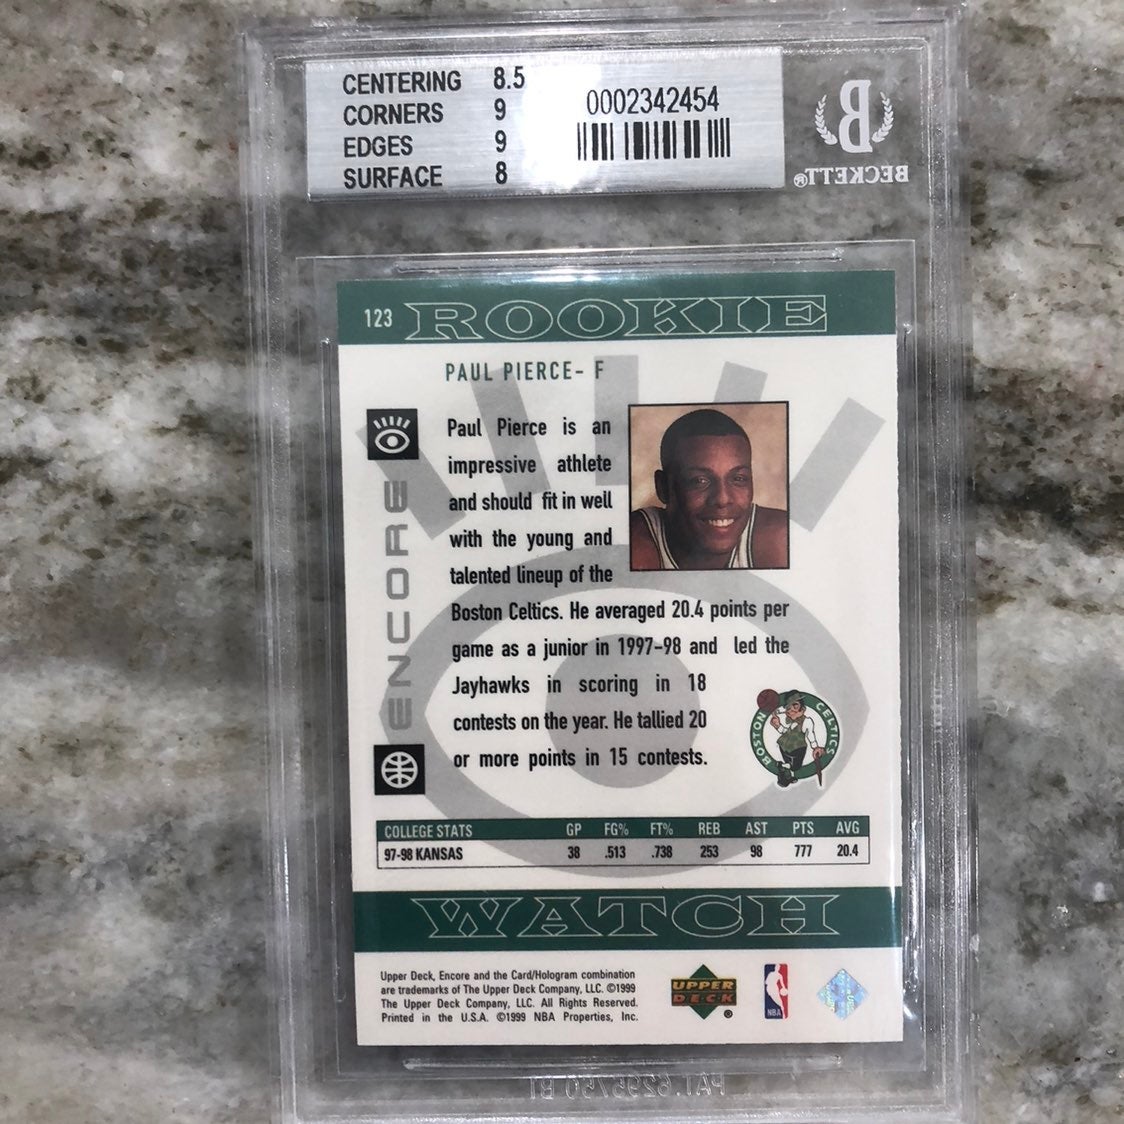 CENTERING 8.5
CORNERS 9
EDGES 9
SURFACE 8
0002342454
BECKETT®
123 ROOKIE
PAUL PIERCE- F
Paul Pierce is an
impressive athlete
and should fit in well
with the young and
talented lineup of the
Boston Celtics. He averaged 20.4 points per
game as a junior in 1997-98 and led the
Jayhawks in scoring in 18
contests on the year. He tallied 20
or more points in 15 contests.
ENCORE
BOSTON CELTICS
COLLEGE STATS GP FG% FT% REB AST PTS AVG
97-98 KANSAS 38 .513 .738 253 98 777 20.4
WATCH
Upper Deck, Encore and the Card/Hologram combination
are trademarks of The Upper Deck Company, LLC. ©1999
The Upper Deck Company, LLC. All Rights Reserved.
Printed in the U.S.A. ©1999 NBA Properties, Inc.
UPPER
DECK
®
NBA